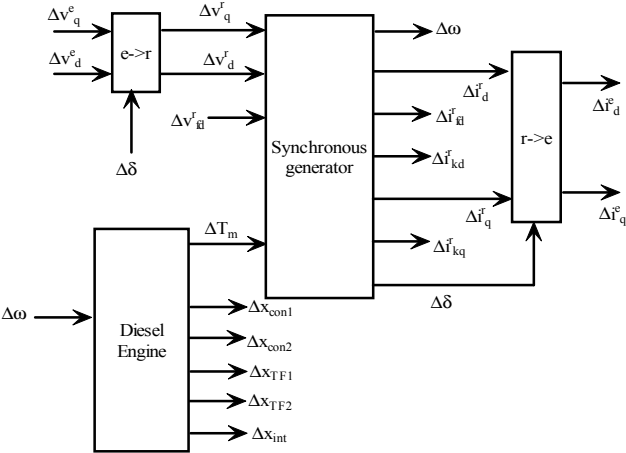 Δv^e_q
Δv^e_d
e->r
Δδ
Δv^r_q
Δv^r_d
Δv^r_fd
Synchronous
generator
ΔT_m
Δω
Δi^r_d
Δi^r_fd
Δi^r_kd
Δi^r_q
Δi^r_kq
Δδ
r->e
Δi^e_d
Δi^e_q
Δω
Diesel
Engine
Δx_con1
Δx_con2
Δx_TF1
Δx_TF2
Δx_int